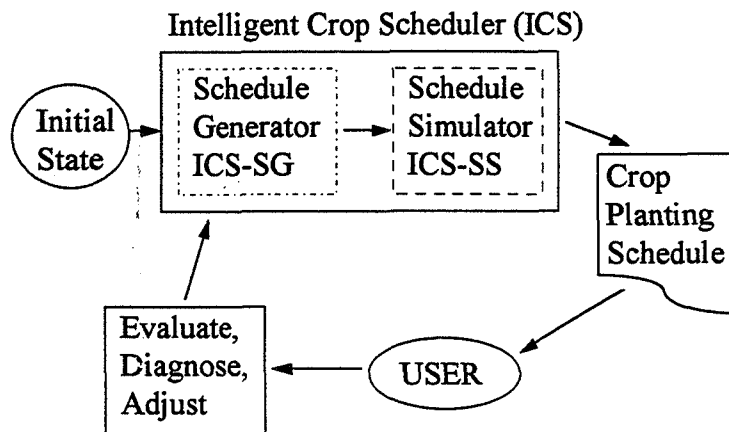 Intelligent Crop Scheduler (ICS)
Initial
State
Schedule
Generator
ICS-SG
Schedule
Simulator
ICS-SS
Crop
Planting
Schedule
USER
Evaluate,
Diagnose,
Adjust